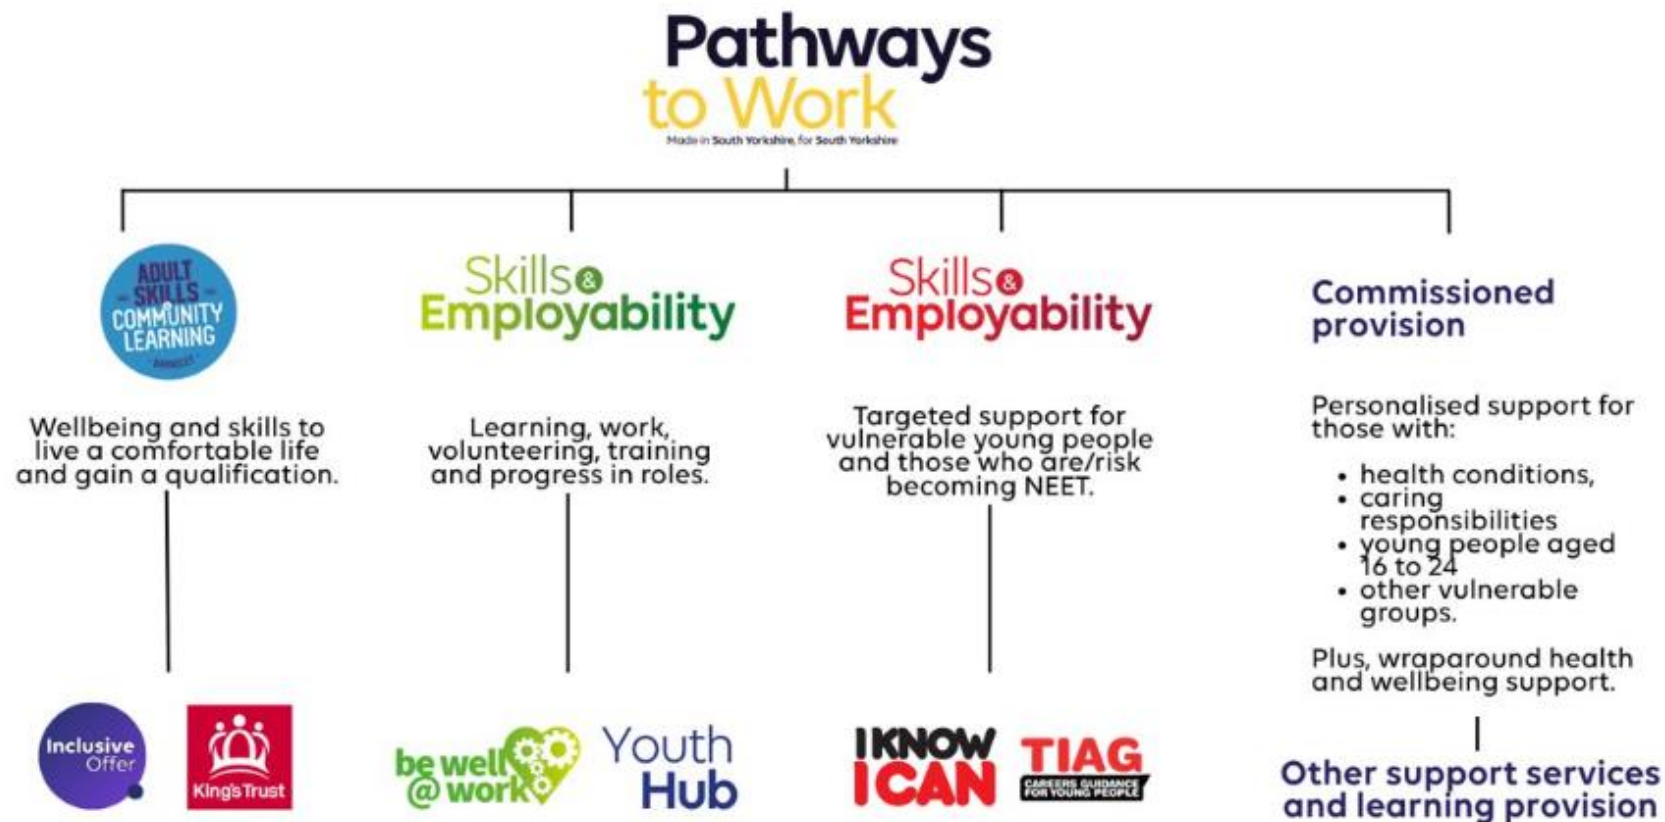 Pathways
to Work
Made in South Yorkshire, for South Yorkshire
ADULT
SKILLS
COMMUNITY
LEARNING
Wellbeing and skills to
live a comfortable life
and gain a qualification.
Inclusive
Offer
King's Trust
Skills &
Employability
Learning, work,
volunteering, training
and progress in roles.
be well
@ work
Youth
Hub
Skills &
Employability
Targeted support for
vulnerable young people
and those who are/risk
becoming NEET.
I KNOW
I CAN
TIAG
CAREERS GUIDANCE
FOR YOUNG PEOPLE
Commissioned
provision
Personalised support for
those with:
• health conditions,
• caring
responsibilities
• young people aged
16 to 24
• other vulnerable
groups.
Plus, wraparound health
and wellbeing support.
Other support services
and learning provision